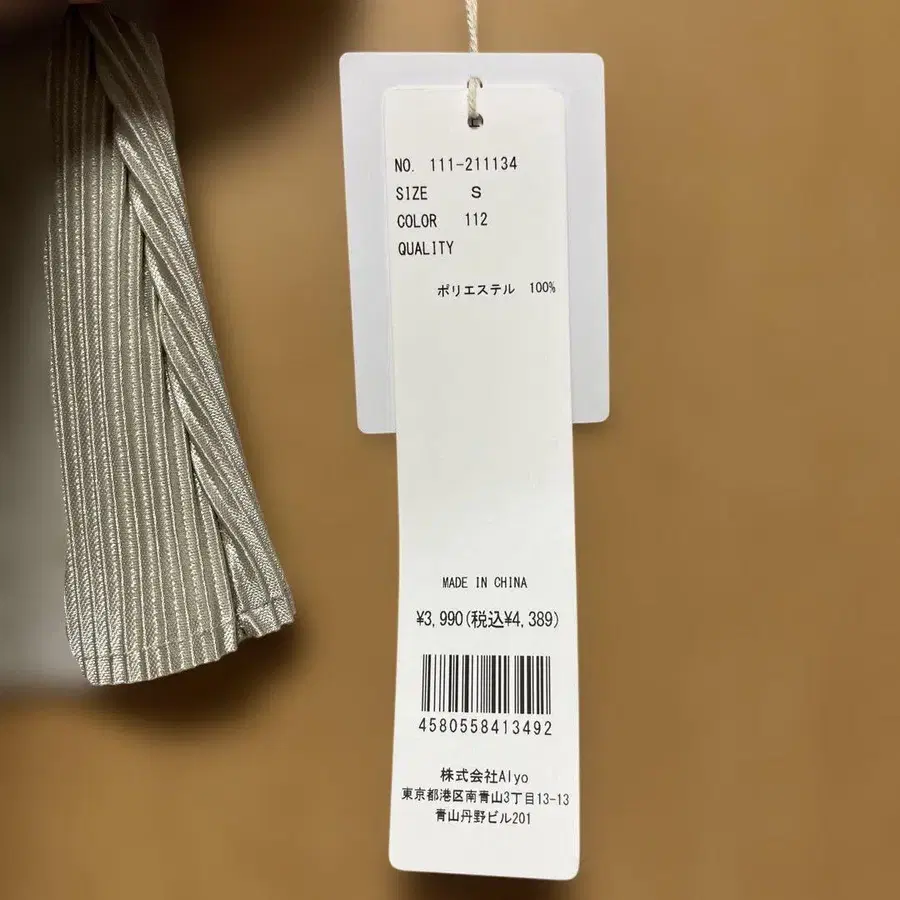 NO. 111-211134
SIZE S
COLOR 112
QUALITY
ポリエステル 100%
MADE IN CHINA
¥3,990(税込¥4,389)
4580558413492
株式会社Alyo
東京都港区南青山3丁目13-13
青山丹野ビル201